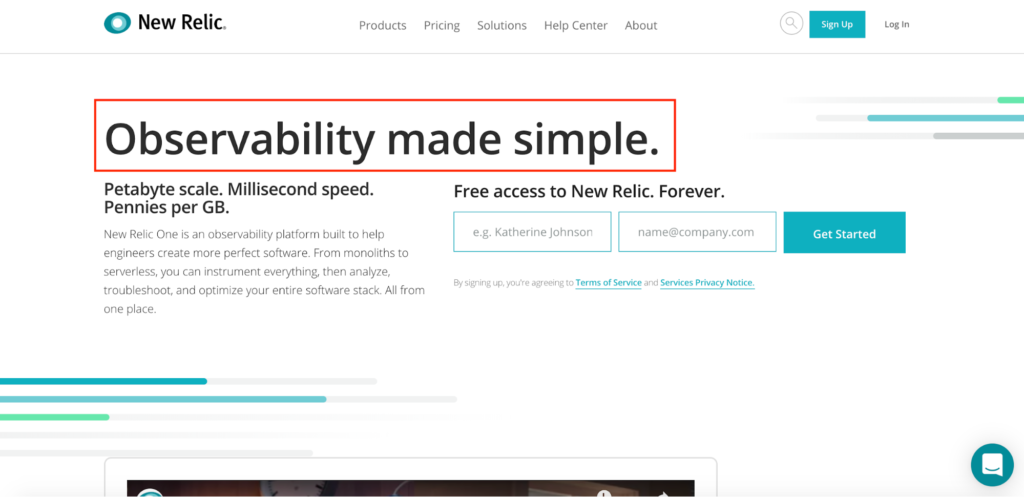 New Relic®
Products Pricing Solutions Help Center About
Sign Up
Log In
Observability made simple.
Petabyte scale. Millisecond speed.
Pennies per GB.
New Relic One is an observability platform built to help
engineers create more perfect software. From monoliths to
serverless, you can instrument everything, then analyze,
troubleshoot, and optimize your entire software stack. All from
one place.
Free access to New Relic. Forever.
e.g. Katherine Johnson
name@company.com
Get Started
By signing up, you're agreeing to Terms of Service and Services Privacy Notice.